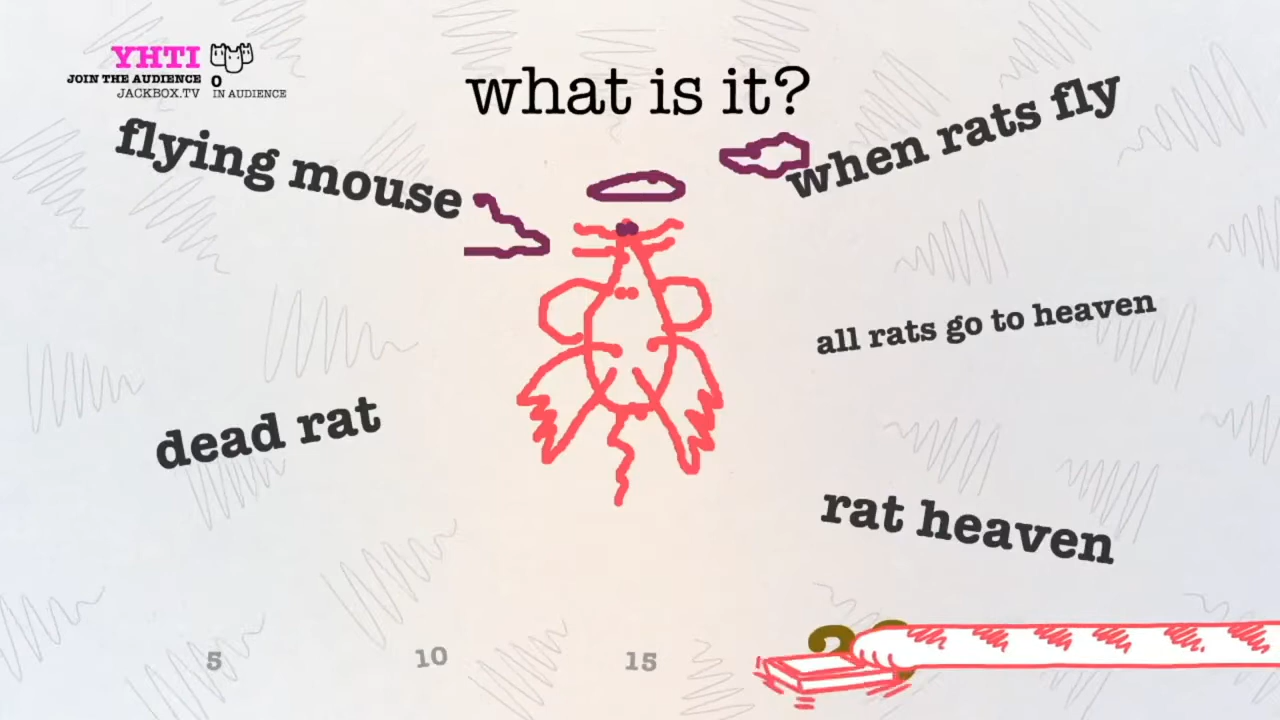 YHTI
JOIN THE AUDIENCE
JACKBOX.TV
0
IN AUDIENCE
what is it?
flying mouse
when rats fly
all rats go to heaven
dead rat
rat heaven
5
10
15